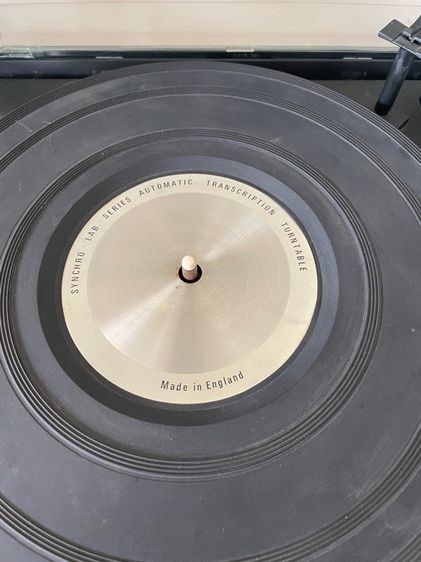 SYNCHRO-LAB SERIES AUTOMATIC TRANSCRIPTION TURNTABLE
Made in England